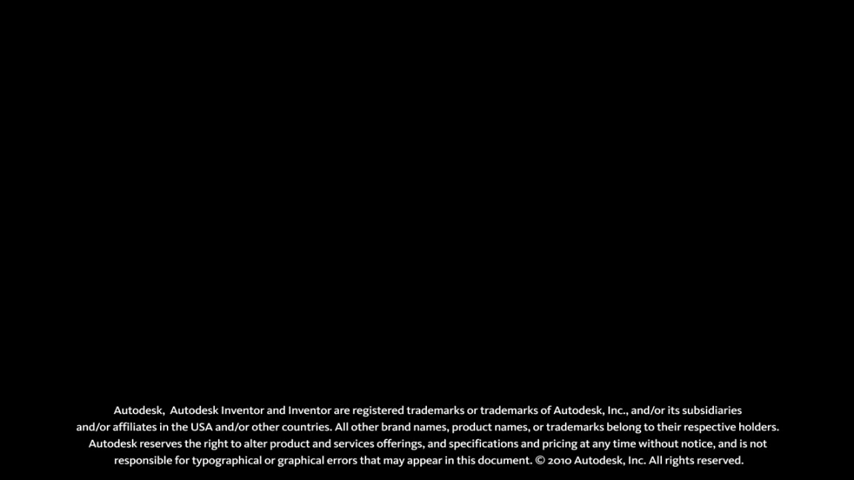 Autodesk, Autodesk Inventor and Inventor are registered trademarks or trademarks of Autodesk, Inc., and/or its subsidiaries
and/or affiliates in the USA and/or other countries. All other brand names, product names, or trademarks belong to their respective holders.
Autodesk reserves the right to alter product and services offerings, and specifications and pricing at any time without notice, and is not
responsible for typographical or graphical errors that may appear in this document. © 2010 Autodesk, Inc. All rights reserved.